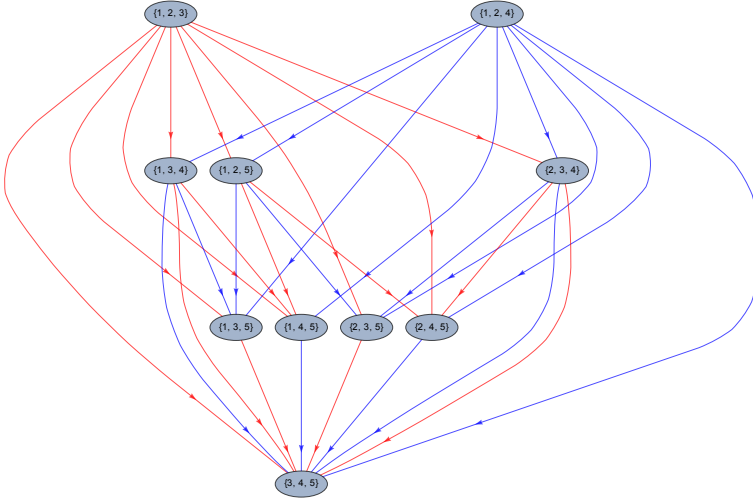 {1, 2, 3}
{1, 2, 4}
{1, 3, 4}
{1, 2, 5}
{2, 3, 4}
{1, 3, 5}
{1, 4, 5}
{2, 3, 5}
{2, 4, 5}
{3, 4, 5}